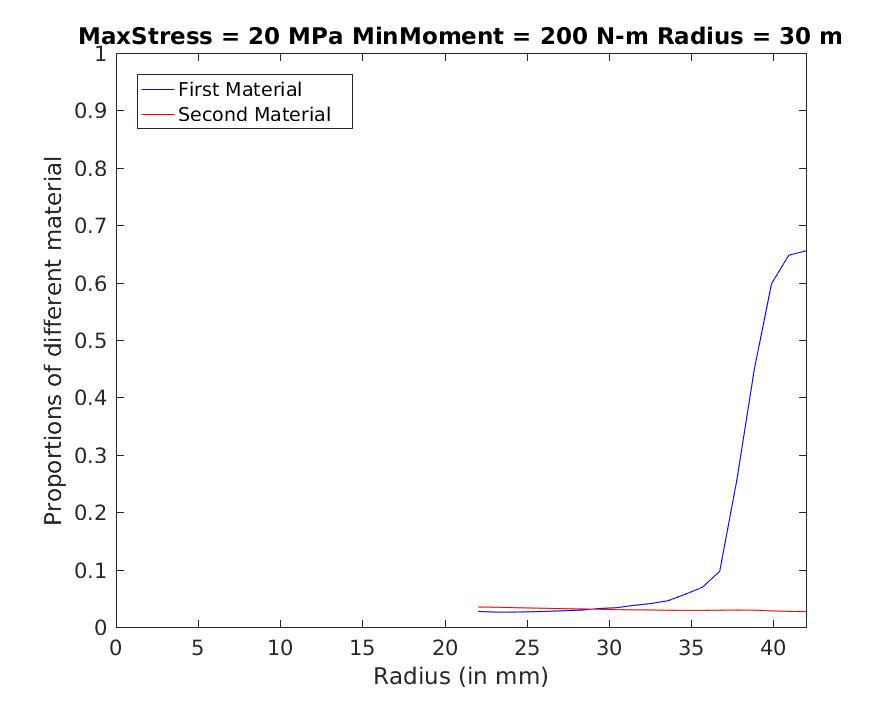 MaxStress = 20 MPa MinMoment = 200 N-m Radius = 30 m
First Material
Second Material
Proportions of different material
1
0.9
0.8
0.7
0.6
0.5
0.4
0.3
0.2
0.1
0
0 5 10 15 20 25 30 35 40
Radius (in mm)